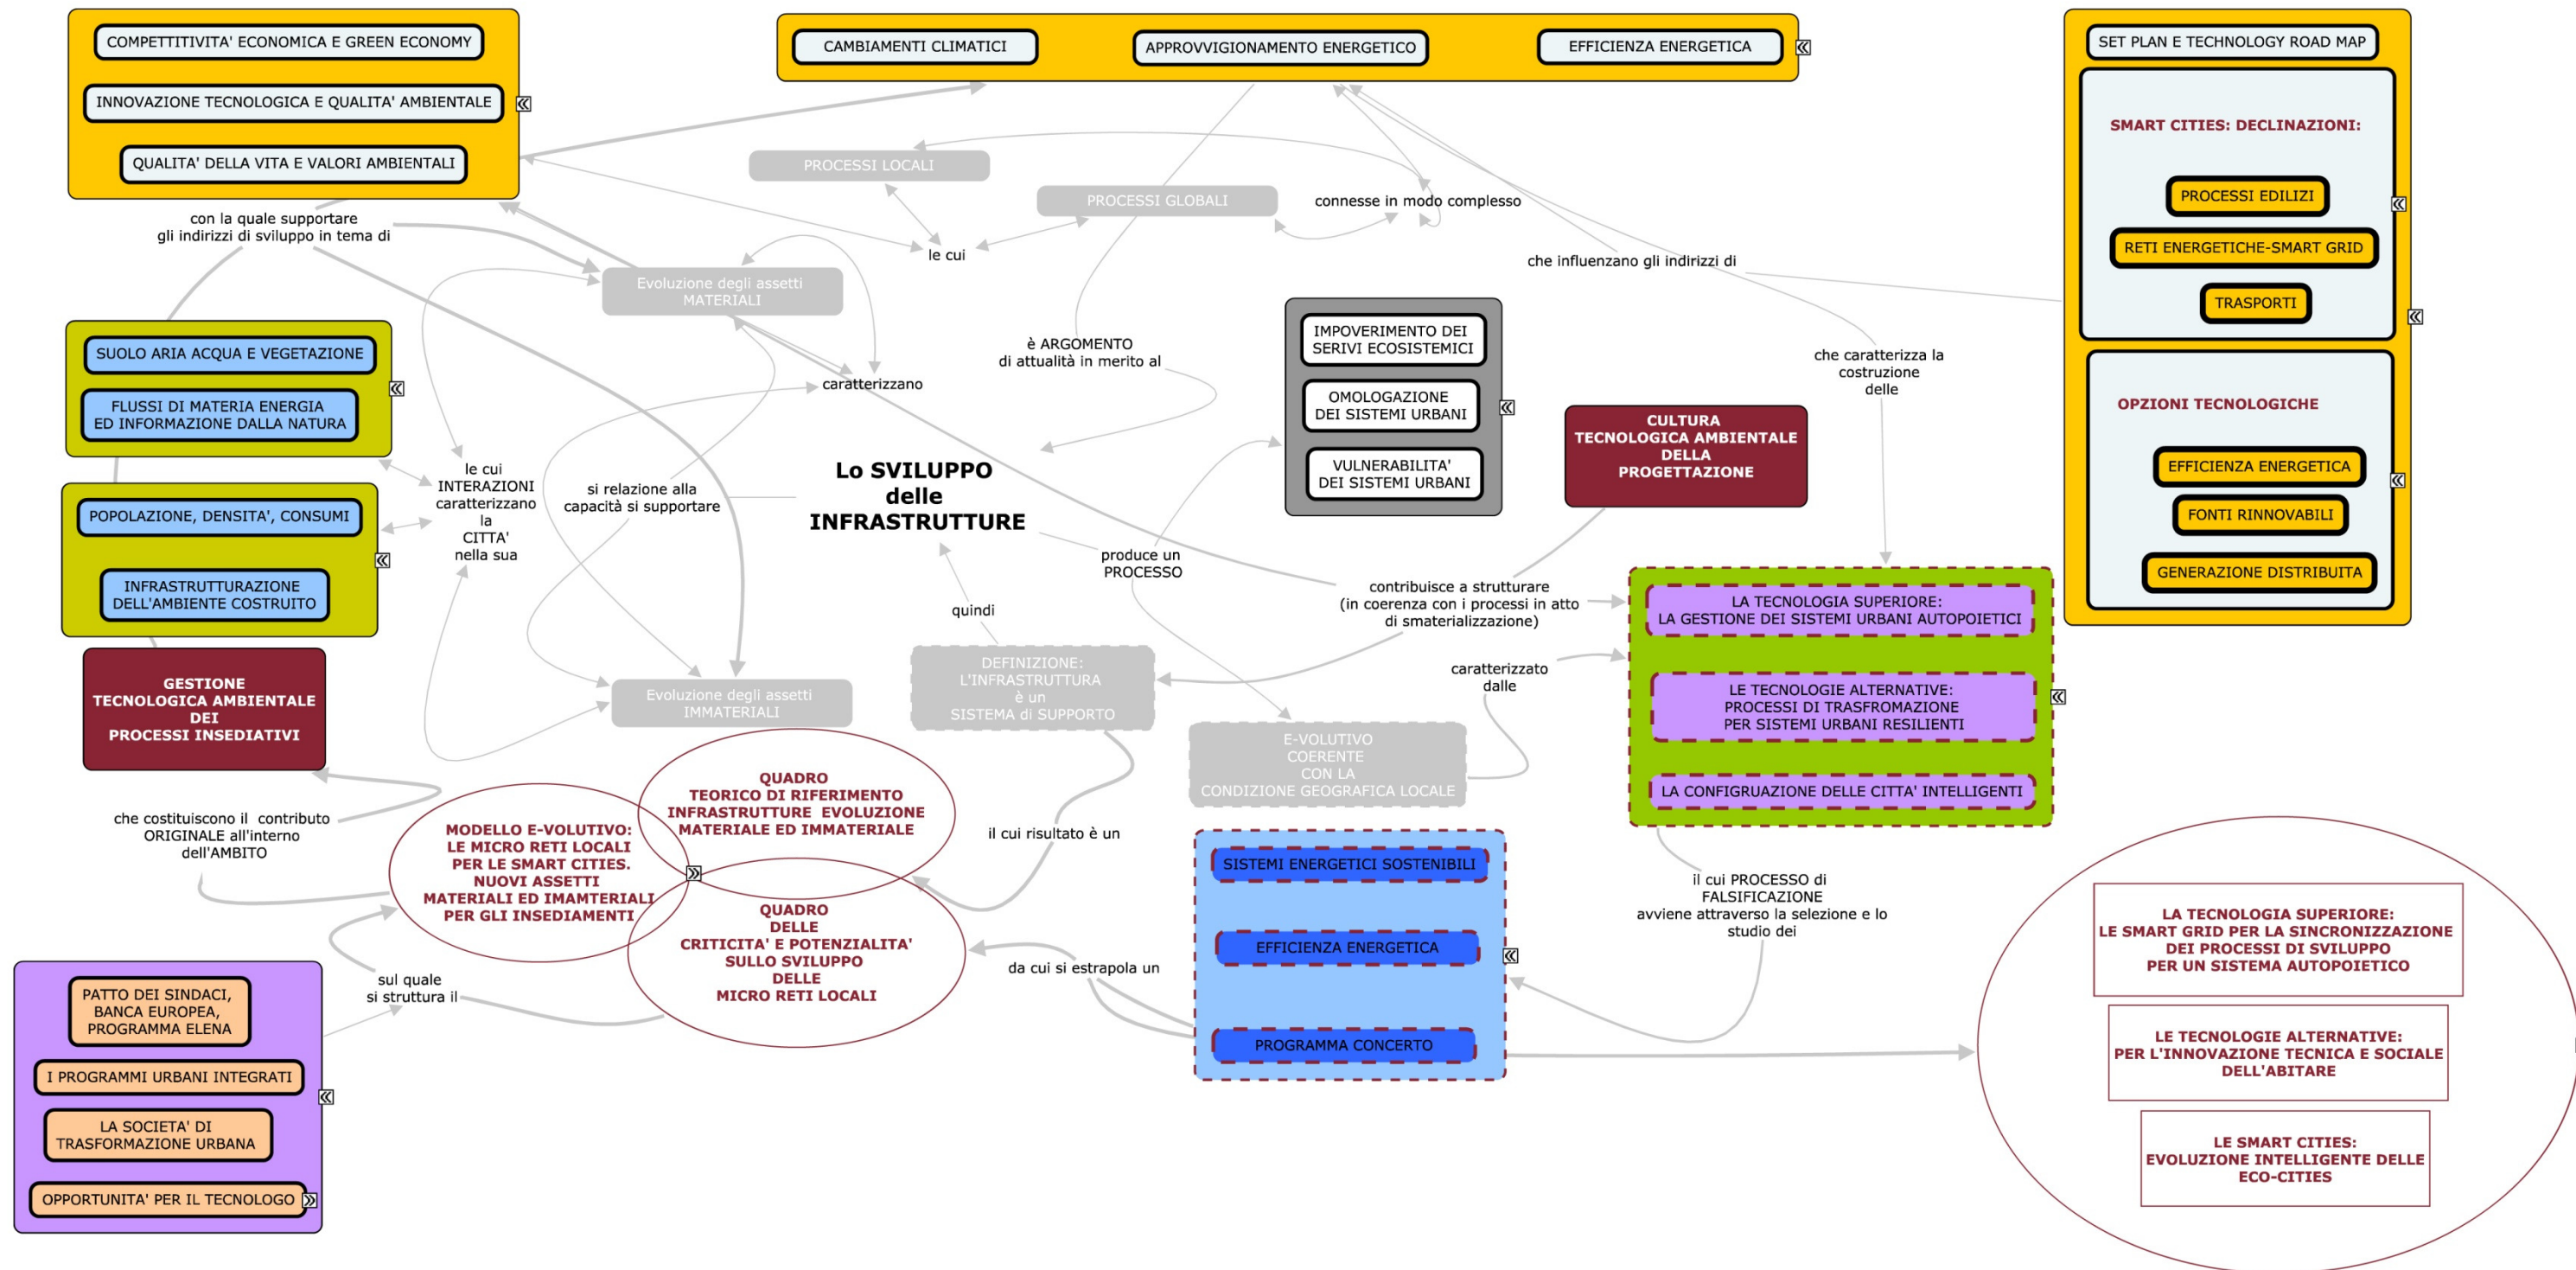 COMPETTITIVITA' ECONOMICA E GREEN ECONOMY
INNOVAZIONE TECNOLOGICA E QUALITA' AMBIENTALE
QUALITA' DELLA VITA E VALORI AMBIENTALI
CAMBIAMENTI CLIMATICI
APPROVVIGIONAMENTO ENERGETICO
EFFICIENZA ENERGETICA
SET PLAN E TECHNOLOGY ROAD MAP
SMART CITIES: DECLINAZIONI:
PROCESSI EDILIZI
RETI ENERGETICHE-SMART GRID
TRASPORTI
OPZIONI TECNOLOGICHE
EFFICIENZA ENERGETICA
FONTI RINNOVABILI
GENERAZIONE DISTRIBUITA
PROCESSI LOCALI
PROCESSI GLOBALI
connesse in modo complesso
le cui
con la quale supportare
gli indirizzi di sviluppo in tema di
che influenzano gli indirizzi di
Evoluzione degli assetti
MATERIALI
è ARGOMENTO
di attualità in merito al
caratterizzano
IMPOVERIMENTO DEI
SERIVI ECOSISTEMICI
OMOLOGAZIONE
DEI SISTEMI URBANI
VULNERABILITA'
DEI SISTEMI URBANI
che caratterizza la
costruzione
delle
CULTURA
TECNOLOGICA AMBIENTALE
DELLA
PROGETTAZIONE
SUOLO ARIA ACQUA E VEGETAZIONE
FLUSSI DI MATERIA ENERGIA
ED INFORMAZIONE DALLA NATURA
POPOLAZIONE, DENSITA', CONSUMI
INFRASTRUTTURAZIONE
DELL'AMBIENTE COSTRUITO
le cui
INTERAZIONI
caratterizzano
la
CITTA'
nella sua
si relazione alla
capacità si supportare
Lo SVILUPPO
delle
INFRASTRUTTURE
produce un
PROCESSO
quindi
contribuisce a strutturare
(in coerenza con i processi in atto
di smaterializzazione)
DEFINIZIONE:
L'INFRASTRUTTURA
è un
SISTEMA di SUPPORTO
Evoluzione degli assetti
IMMATERIALI
E-VOLUTIVO
COERENTE
CON LA
CONDIZIONE GEOGRAFICA LOCALE
caratterizzato
dalle
LA TECNOLOGIA SUPERIORE:
LA GESTIONE DEI SISTEMI URBANI AUTOPOIETICI
LE TECNOLOGIE ALTERNATIVE:
PROCESSI DI TRASFROMAZIONE
PER SISTEMI URBANI RESILIENTI
LA CONFIGRUAZIONE DELLE CITTA' INTELLIGENTI
GESTIONE
TECNOLOGICA AMBIENTALE
DEI
PROCESSI INSEDIATIVI
che costituiscono il contributo
ORIGINALE all'interno
dell'AMBITO
QUADRO
TEORICO DI RIFERIMENTO
INFRASTRUTTURE EVOLUZIONE
MATERIALE ED IMMATERIALE
MODELLO E-VOLUTIVO:
LE MICRO RETI LOCALI
PER LE SMART CITIES.
NUOVI ASSETTI
MATERIALI ED IMAMTERIALI
PER GLI INSEDIAMENTI
QUADRO
DELLE
CRITICITA' E POTENZIALITA'
SULLO SVILUPPO
DELLE
MICRO RETI LOCALI
il cui risultato è un
da cui si estrapola un
sul quale
si struttura il
SISTEMI ENERGETICI SOSTENIBILI
EFFICIENZA ENERGETICA
PROGRAMMA CONCERTO
il cui PROCESSO di
FALSIFICAZIONE
avviene attraverso la selezione e lo
studio dei
PATTO DEI SINDACI,
BANCA EUROPEA,
PROGRAMMA ELENA
I PROGRAMMI URBANI INTEGRATI
LA SOCIETA' DI
TRASFORMAZIONE URBANA
OPPORTUNITA' PER IL TECNOLOGO
LA TECNOLOGIA SUPERIORE:
LE SMART GRID PER LA SINCRONIZZAZIONE
DEI PROCESSI DI SVILUPPO
PER UN SISTEMA AUTOPOIETICO
LE TECNOLOGIE ALTERNATIVE:
PER L'INNOVAZIONE TECNICA E SOCIALE
DELL'ABITARE
LE SMART CITIES:
EVOLUZIONE INTELLIGENTE DELLE
ECO-CITIES